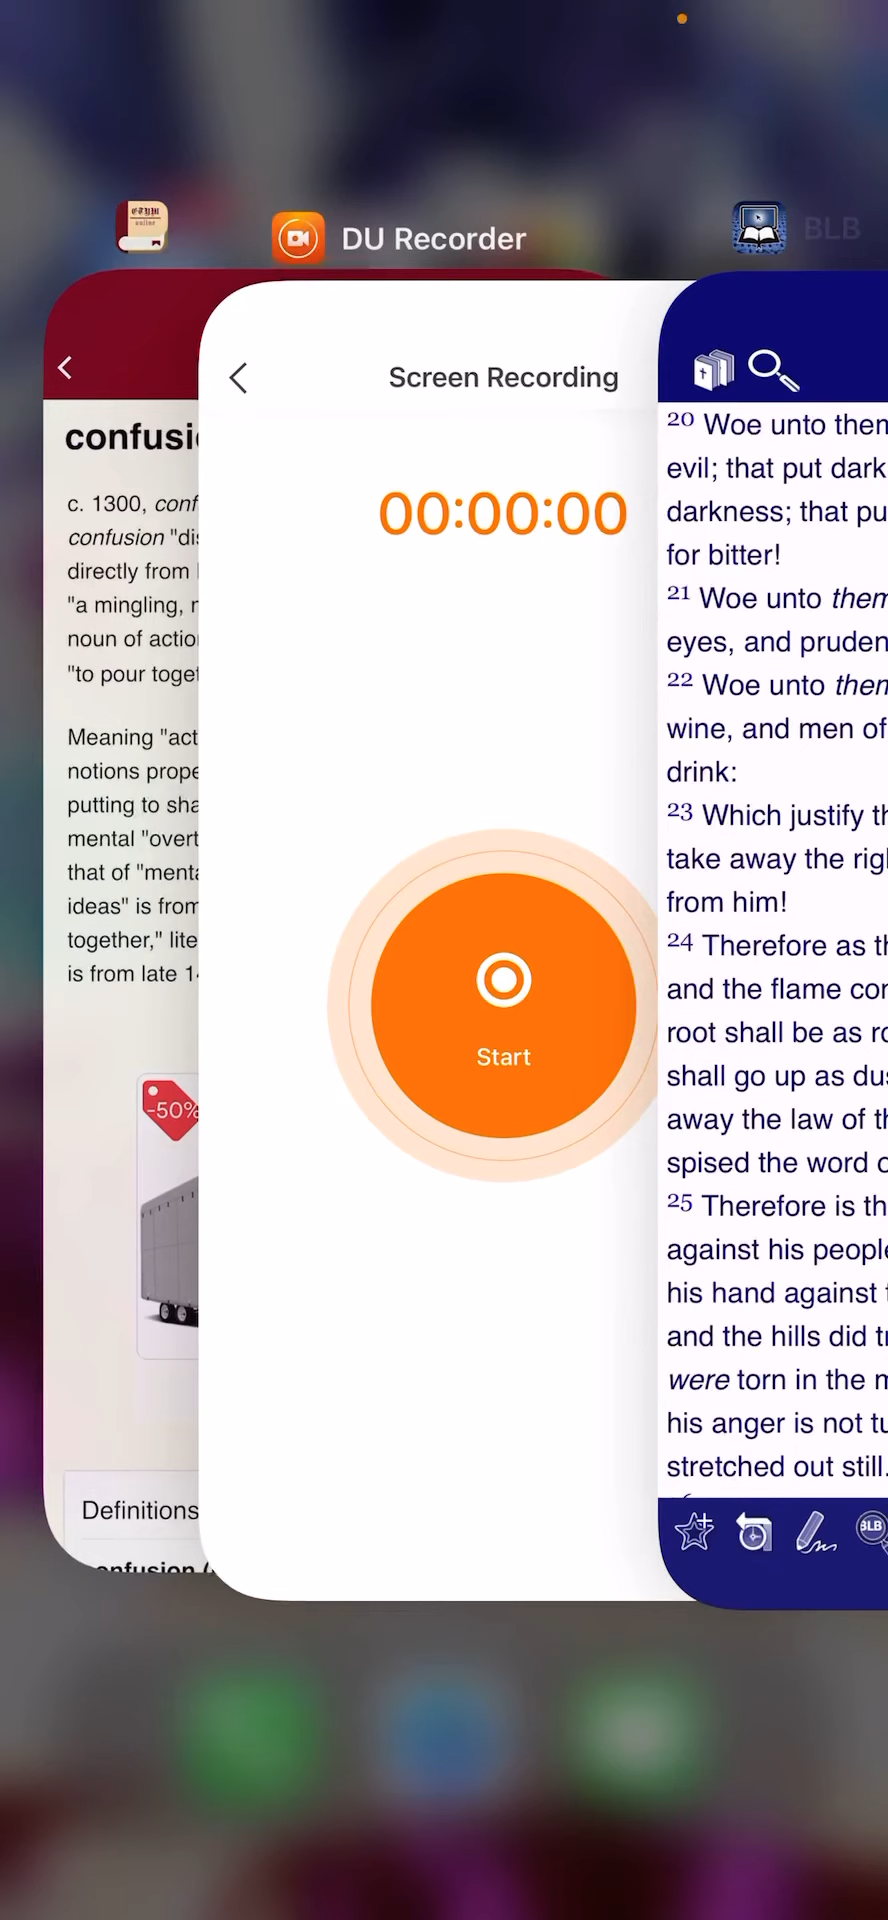 ETYM
online
DU Recorder
BLB
confusi
c. 1300, conf
confusion "dis
directly from
"a mingling,
noun of actio
"to pour toget
Meaning "act
notions prope
putting to sha
mental "overt
that of "menta
ideas" is from
together," lite
is from late 1
-50%
Definitions
onfusion (
Screen Recording
00:00:00
Start
20 Woe unto them
evil; that put dark
darkness; that pu
for bitter!
21 Woe unto them
eyes, and pruden
22 Woe unto them
wine, and men of
drink:
23 Which justify th
take away the rig
from him!
24 Therefore as th
and the flame con
root shall be as ro
shall go up as dus
away the law of th
spised the word o
25 Therefore is th
against his people
his hand against
and the hills did tr
were torn in the m
his anger is not tu
stretched out still.
BLB